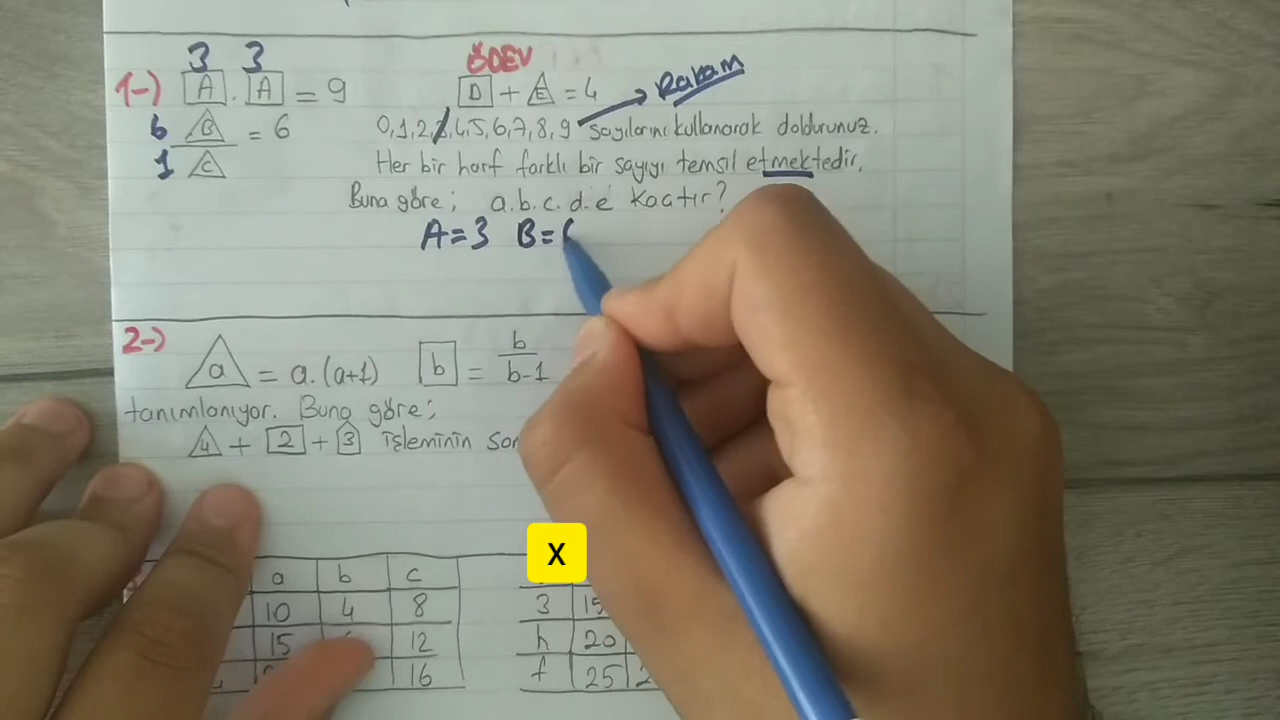 3 3
1-) A . A = 9
6 B = 6
1 C
ÖDEV
D + E = 4
Rakam
0,1,2,3,4,5,6,7,8,9 sayılarını kullanarak doldurunuz.
Her bir harf farklı bir sayıyı temsil etmektedir,
Buna göre; a.b.c.d.e kaçtır?
A=3 B=
2-) a = a.(a+1) b = b
b-1
tanımlanıyor. Buna göre;
4 + 2 + 3 işleminin
X
a b c
10 4 8
15 12
16
3 15
h 20
f 25 2